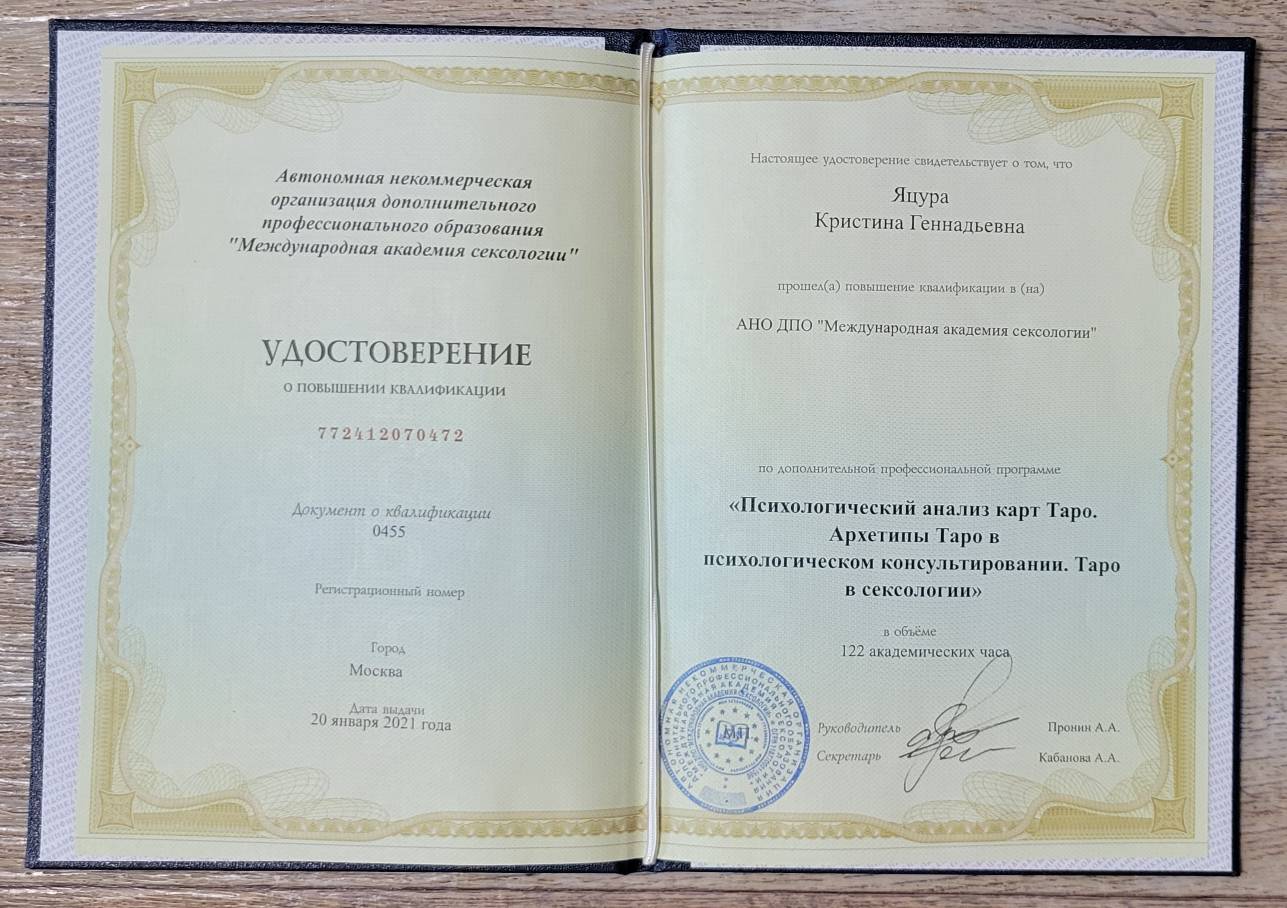 Автономная некоммерческая
организация дополнительного
профессионального образования
"Международная академия сексологии"
УДОСТОВЕРЕНИЕ
О ПОВЫШЕНИИ КВАЛИФИКАЦИИ
772412070472
Документ о квалификации
0455
Регистрационный номер
Город
Москва
Дата выдачи
20 января 2021 года
Настоящее удостоверение свидетельствует о том, что
Яцура
Кристина Геннадьевна
прошел(а) повышение квалификации в (на)
АНО ДПО "Международная академия сексологии"
по дополнительной профессиональной программе
«Психологический анализ карт Таро.
Архетипы Таро в
психологическом консультировании. Таро
в сексологии»
в объёме
122 академических часа
Руководитель
Пронин А.А.
Секретарь
Кабанова А.А.